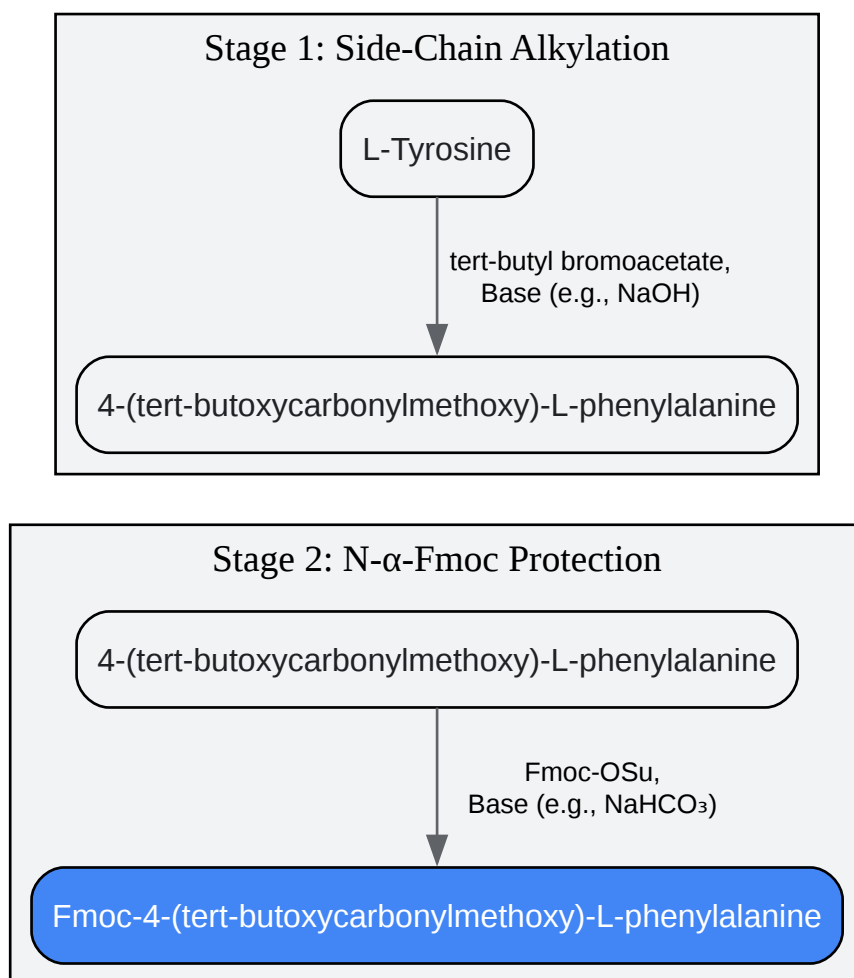 Stage 1: Side-Chain Alkylation
L-Tyrosine
tert-butyl bromoacetate,
Base (e.g., NaOH)
4-(tert-butoxycarbonylmethoxy)-L-phenylalanine
Stage 2: N-α-Fmoc Protection
4-(tert-butoxycarbonylmethoxy)-L-phenylalanine
Fmoc-OSu,
Base (e.g., NaHCO₃)
Fmoc-4-(tert-butoxycarbonylmethoxy)-L-phenylalanine